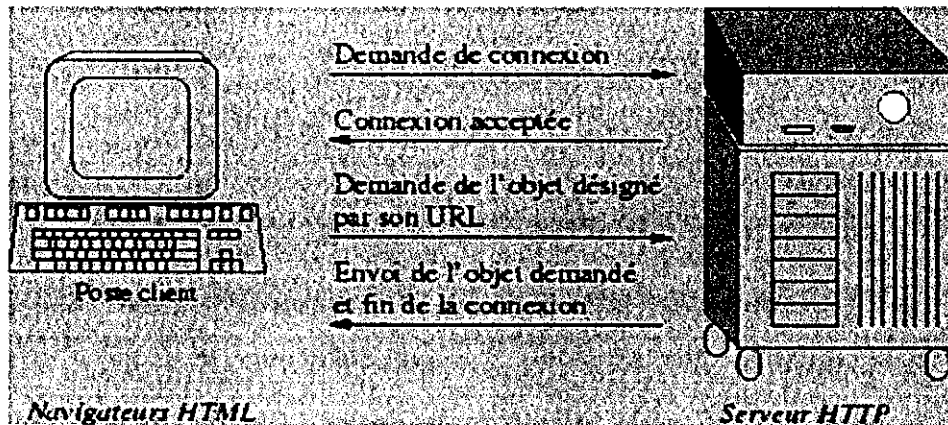 Demande de connexion
Connexion acceptée
Demande de l'objet désigné
par son URL
Envoi de l'objet demandé
et fin de la connexion
Poste client
Navigateurs HTML
Serveur HTTP